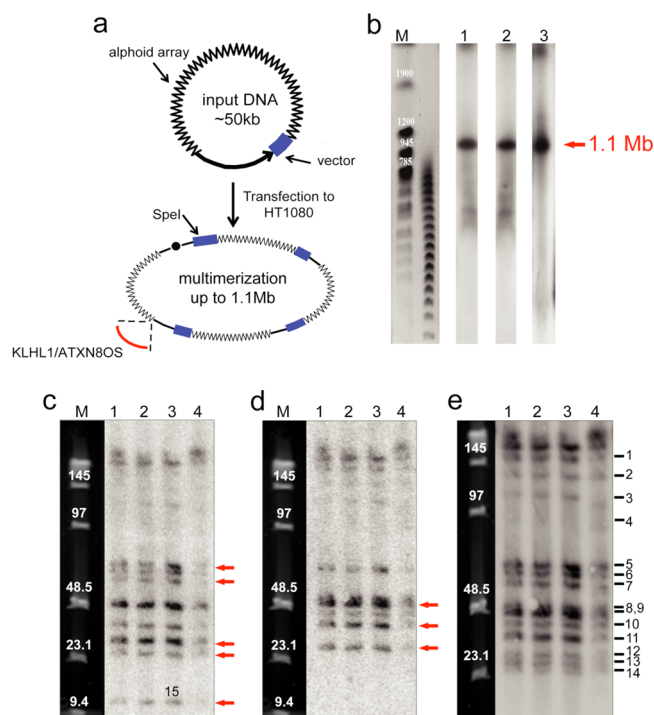 a
alphoid array
input DNA
~50kb
vector
Transfection to
HT1080
SpeI
multimerization
up to 1.1Mb
KLHL1/ATXN8OS
b
M 1 2 3
1900
1200
945
785
1.1 Mb
c
M 1 2 3 4
145
97
48.5
23.1
9.4
15
d
M 1 2 3 4
145
97
48.5
23.1
9.4
e
M 1 2 3 4
145
97
48.5
23.1
1
2
3
4
5
6
7
8,9
10
11
12
13
14